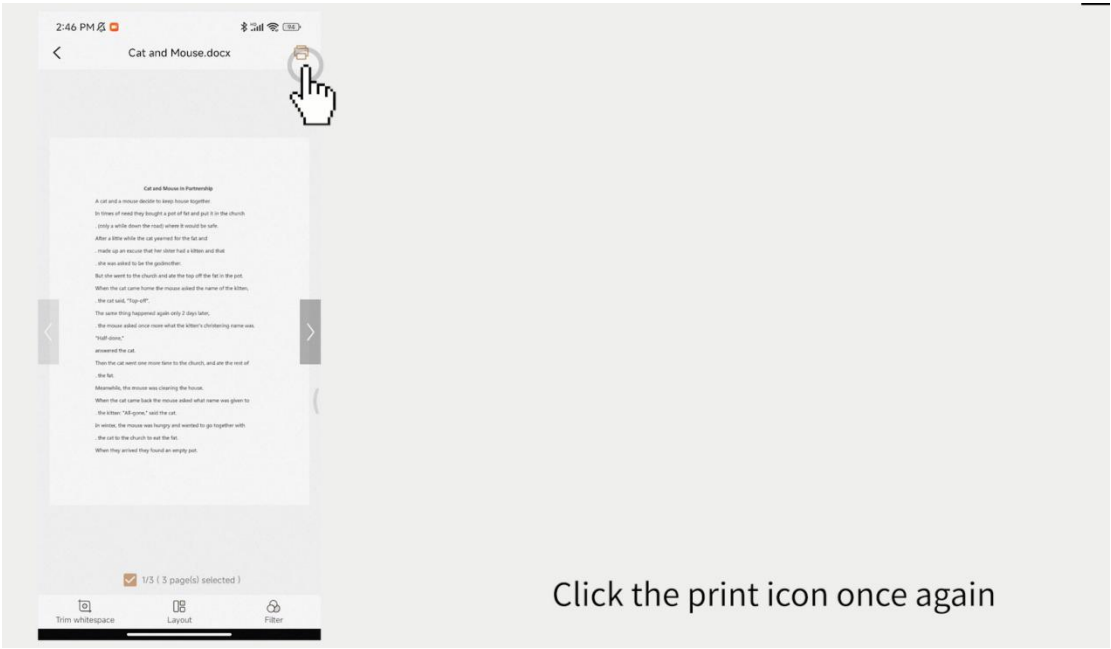 2:46 PM
94
Cat and Mouse.docx
Cat and Mouse in Partnership
A cat and a mouse decide to keep house together.
In times of need they bought a pot of fat and put it in the church
. (only a while down the road) where it would be safe.
After a little while the cat yearned for the fat and
. made up an excuse that her sister had a kitten and that
. she was asked to be the godmother.
But she went to the church and ate the top off the fat in the pot.
When the cat came home the mouse asked the name of the kitten,
. the cat said, "Top-off".
The same thing happened again only 2 days later,
. the mouse asked once more what the kitten's christening name was.
"Half-done,"
answered the cat.
Then the cat went one more time to the church, and ate the rest of
. the fat.
Meanwhile, the mouse was cleaning the house.
When the cat came back the mouse asked what name was given to
. the kitten. "All-gone," said the cat.
In winter, the mouse was hungry and wanted to go together with
. the cat to the church to eat the fat.
When they arrived they found an empty pot.
1/3 ( 3 page(s) selected )
Trim whitespace
Layout
Filter
Click the print icon once again